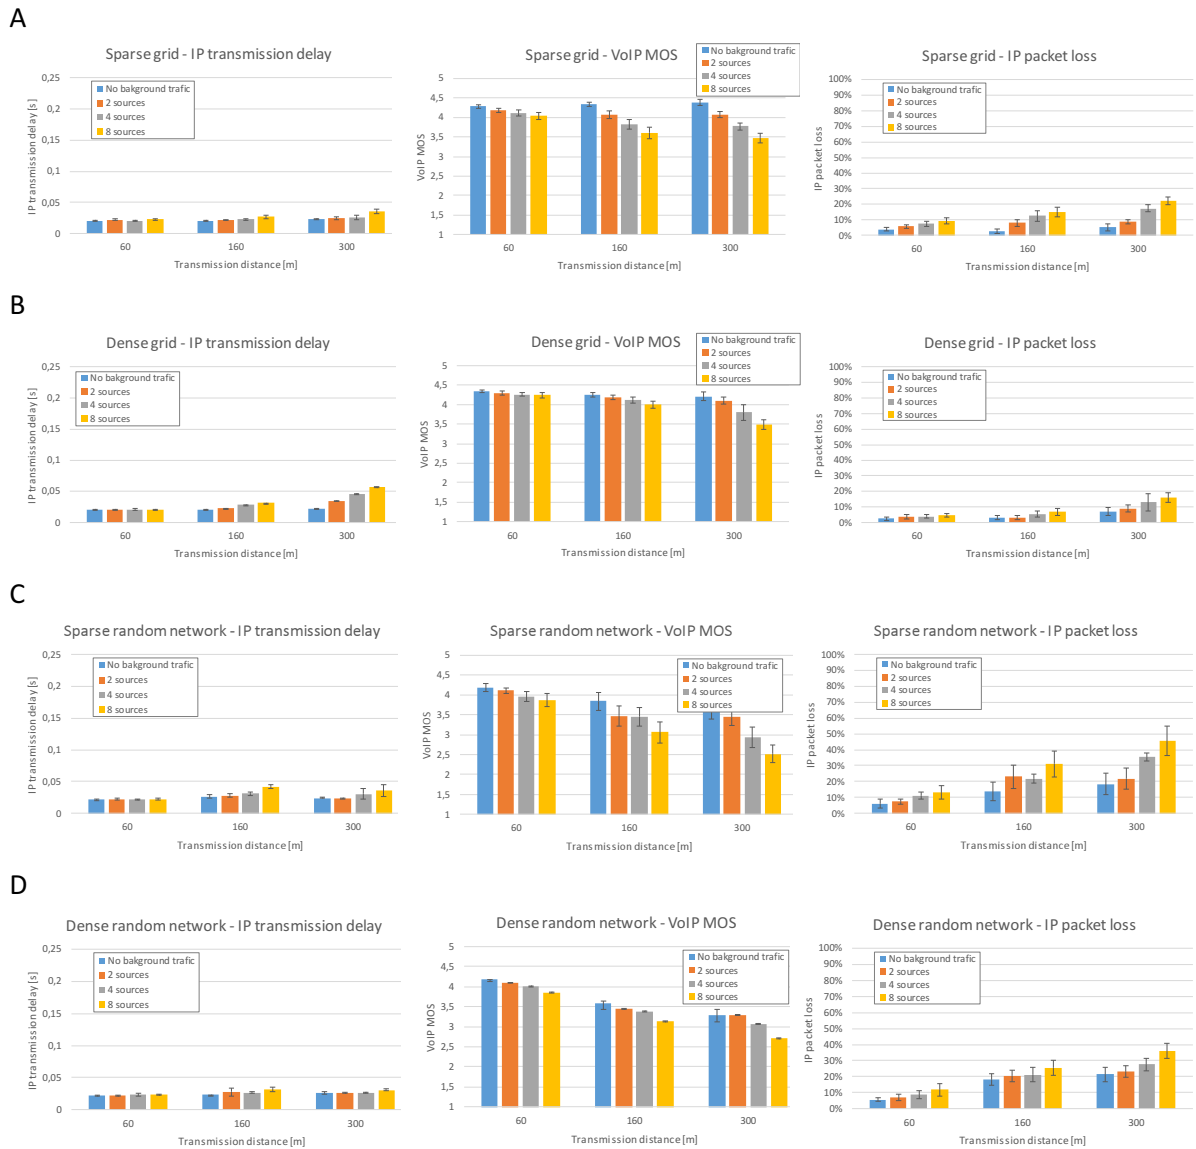 A
Sparse grid - IP transmission delay
IP transmission delay [s]
0,25
0,2
0,15
0,1
0,05
0
No bakground trafic
2 sources
4 sources
8 sources
60 160 300
Transmission distance [m]
Sparse grid - VoIP MOS
VoIP MOS
5
4,5
4
3,5
3
2,5
2
1,5
1
No bakground trafic
2 sources
4 sources
8 sources
60 160 300
Transmission distance [m]
Sparse grid - IP packet loss
IP packet loss
100%
90%
80%
70%
60%
50%
40%
30%
20%
10%
0%
No bakground trafic
2 sources
4 sources
8 sources
60 160 300
Transmission distance [m]
B
Dense grid - IP transmission delay
IP transmission delay [s]
0,25
0,2
0,15
0,1
0,05
0
No bakground trafic
2 sources
4 sources
8 sources
60 160 300
Transmission distance [m]
Dense grid - VoIP MOS
VoIP MOS
5
4,5
4
3,5
3
2,5
2
1,5
1
No bakground trafic
2 sources
4 sources
8 sources
60 160 300
Transmission distance [m]
Dense grid - IP packet loss
IP packet loss
100%
90%
80%
70%
60%
50%
40%
30%
20%
10%
0%
No bakground trafic
2 sources
4 sources
8 sources
60 160 300
Transmission distance [m]
C
Sparse random network - IP transmission delay
IP transmission delay [s]
0,25
0,2
0,15
0,1
0,05
0
No bakground trafic
2 sources
4 sources
8 sources
60 160 300
Transmission distance [m]
Sparse random network - VoIP MOS
VoIP MOS
5
4,5
4
3,5
3
2,5
2
1,5
1
No bakground trafic
2 sources
4 sources
8 sources
60 160 300
Transmission distance [m]
Sparse random network - IP packet loss
IP packet loss
100%
90%
80%
70%
60%
50%
40%
30%
20%
10%
0%
No bakground trafic
2 sources
4 sources
8 sources
60 160 300
Transmission distance [m]
D
Dense random network - IP transmission delay
IP transmission delay [s]
0,25
0,2
0,15
0,1
0,05
0
No bakground trafic
2 sources
4 sources
8 sources
60 160 300
Transmission distance [m]
Dense random network - VoIP MOS
VoIP MOS
5
4,5
4
3,5
3
2,5
2
1,5
1
No bakground trafic
2 sources
4 sources
8 sources
60 160 300
Transmission distance [m]
Dense random network - IP packet loss
IP packet loss
100%
90%
80%
70%
60%
50%
40%
30%
20%
10%
0%
No bakground trafic
2 sources
4 sources
8 sources
60 160 300
Transmission distance [m]